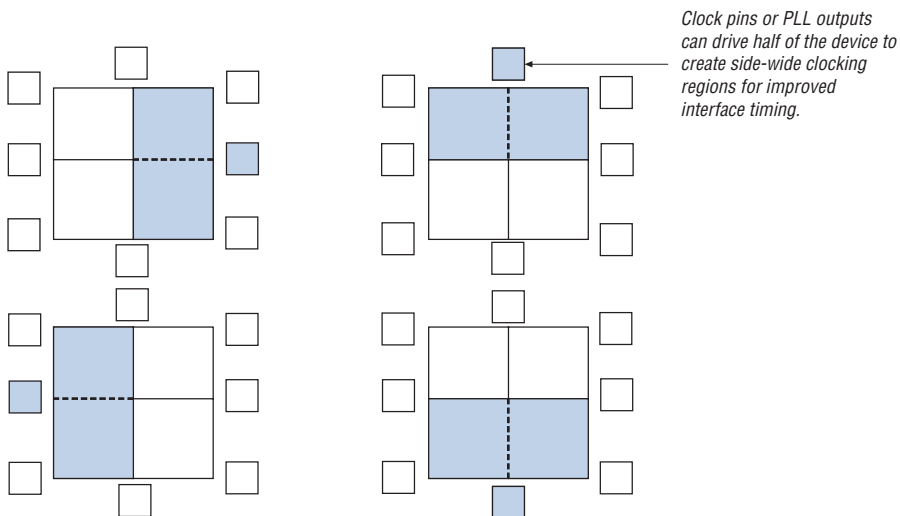 Clock pins or PLL outputs
can drive half of the device to
create side-wide clocking
regions for improved
interface timing.